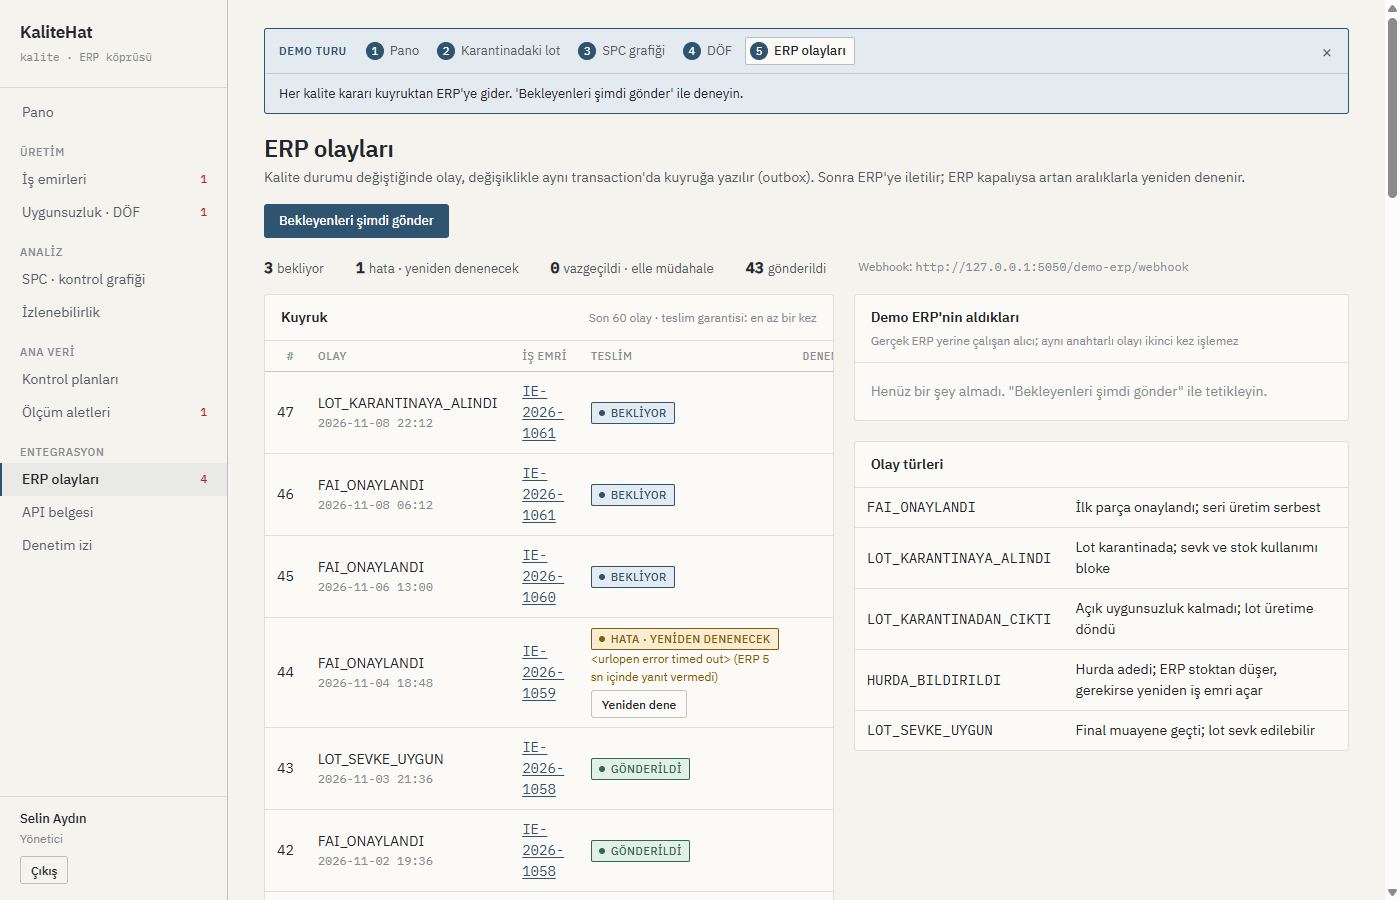 KaliteHat
kalite · ERP köprüsü
Pano
ÜRETİM
İş emirleri 1
Uygunsuzluk · DÖF 1
ANALİZ
SPC · kontrol grafiği
İzlenebilirlik
ANA VERİ
Kontrol planları
Ölçüm aletleri 1
ENTEGRASYON
ERP olayları 4
API belgesi
Denetim izi
Selin Aydın
Yönetici
Çıkış
DEMO TURU 1 Pano 2 Karantinadaki lot 3 SPC grafiği 4 DÖF 5 ERP olayları ×
Her kalite kararı kuyruktan ERP'ye gider. 'Bekleyenleri şimdi gönder' ile deneyin.
ERP olayları
Kalite durumu değiştiğinde olay, değişiklikle aynı transaction'da kuyruğa yazılır (outbox). Sonra ERP'ye iletilir; ERP kapalıysa artan aralıklarla yeniden denenir.
Bekleyenleri şimdi gönder
3 bekliyor 1 hata · yeniden denenecek 0 vazgeçildi · elle müdahale 43 gönderildi Webhook: http://127.0.0.1:5050/demo-erp/webhook
Kuyruk Son 60 olay · teslim garantisi: en az bir kez
# OLAY İŞ EMRİ TESLİM DENE
47 LOT_KARANTINAYA_ALINDI 2026-11-08 22:12 IE-2026-1061 BEKLİYOR
46 FAI_ONAYLANDI 2026-11-08 06:12 IE-2026-1061 BEKLİYOR
45 FAI_ONAYLANDI 2026-11-06 13:00 IE-2026-1060 BEKLİYOR
44 FAI_ONAYLANDI 2026-11-04 18:48 IE-2026-1059 HATA · YENİDEN DENENECEK
<urlopen error timed out> (ERP 5
sn içinde yanıt vermedi)
Yeniden dene
43 LOT_SEVKE_UYGUN 2026-11-03 21:36 IE-2026-1058 GÖNDERİLDİ
42 FAI_ONAYLANDI 2026-11-02 19:36 IE-2026-1058 GÖNDERİLDİ
Demo ERP'nin aldıkları
Gerçek ERP yerine çalışan alıcı; aynı anahtarlı olayı ikinci kez işlemez
Henüz bir şey almadı. "Bekleyenleri şimdi gönder" ile tetikleyin.
Olay türleri
FAI_ONAYLANDI İlk parça onaylandı; seri üretim serbest
LOT_KARANTINAYA_ALINDI Lot karantinada; sevk ve stok kullanımı
bloke
LOT_KARANTINADAN_CIKTI Açık uygunsuzluk kalmadı; lot üretime
döndü
HURDA_BILDIRILDI Hurda adedi; ERP stoktan düşer,
gerekirse yeniden iş emri açar
LOT_SEVKE_UYGUN Final muayene geçti; lot sevk edilebilir